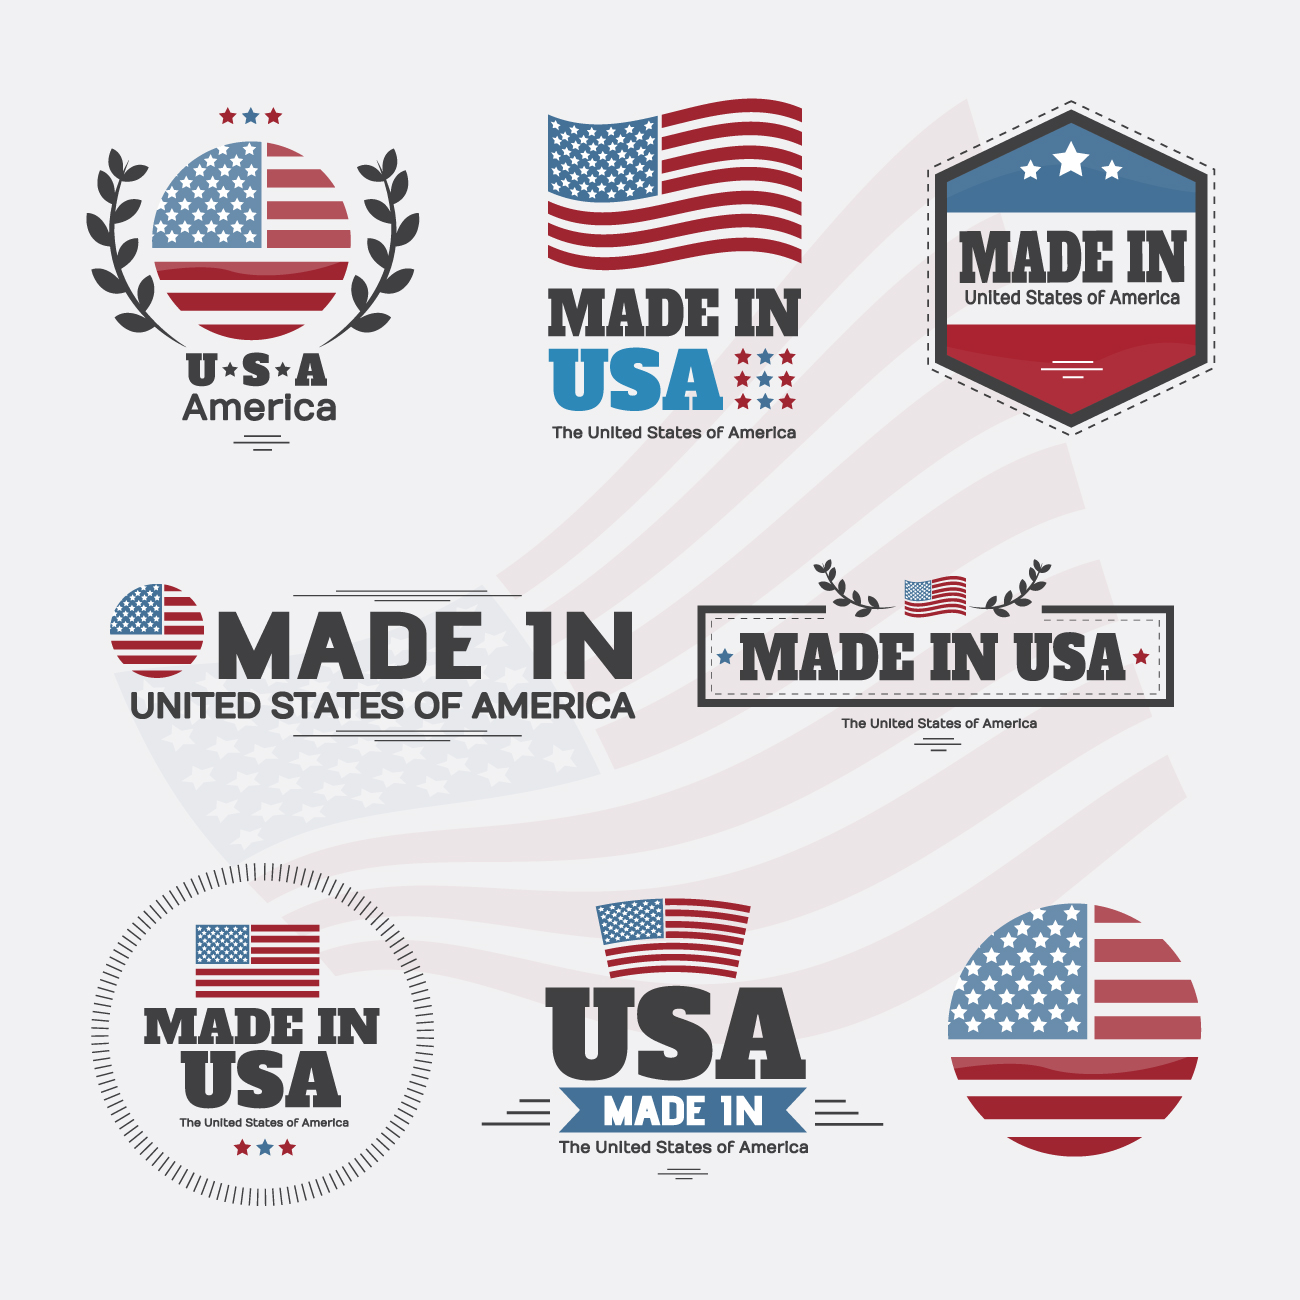 U★S★A
America
MADE IN
USA
The United States of America
MADE IN
United States of America
MADE IN
UNITED STATES OF AMERICA
MADE IN USA
The United States of America
MADE IN
USA
The United States of America
USA
MADE IN
The United States of America